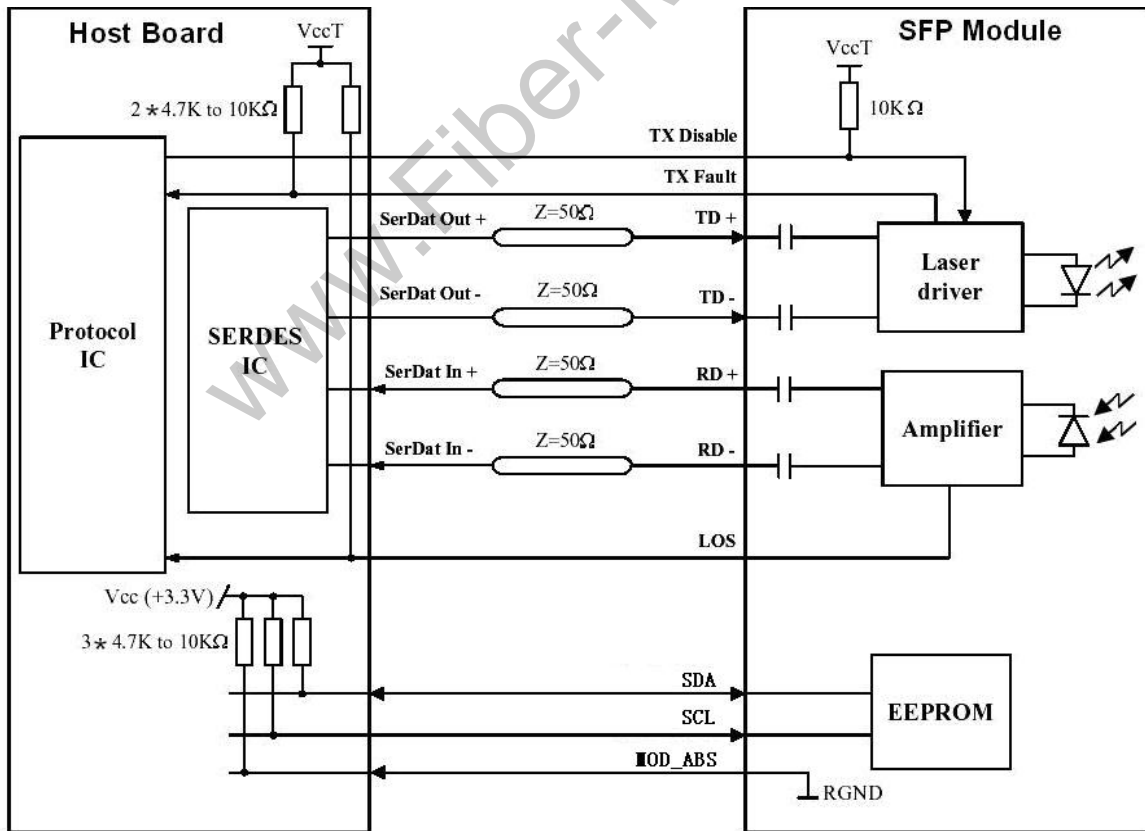 Host Board
SFP Module
VccT
VccT
2 * 4.7K to 10KΩ
10K Ω
TX Disable
TX Fault
SerDat Out +
Z=50Ω
TD +
SerDat Out -
Z=50Ω
TD -
Laser
driver
Protocol
IC
SERDES
IC
SerDat In +
Z=50Ω
RD +
SerDat In -
Z=50Ω
RD -
Amplifier
LOS
Vcc (+3.3V)
3* 4.7K to 10KΩ
SDA
SCL
MOD_ABS
EEPROM
RGND
www.Fiber-